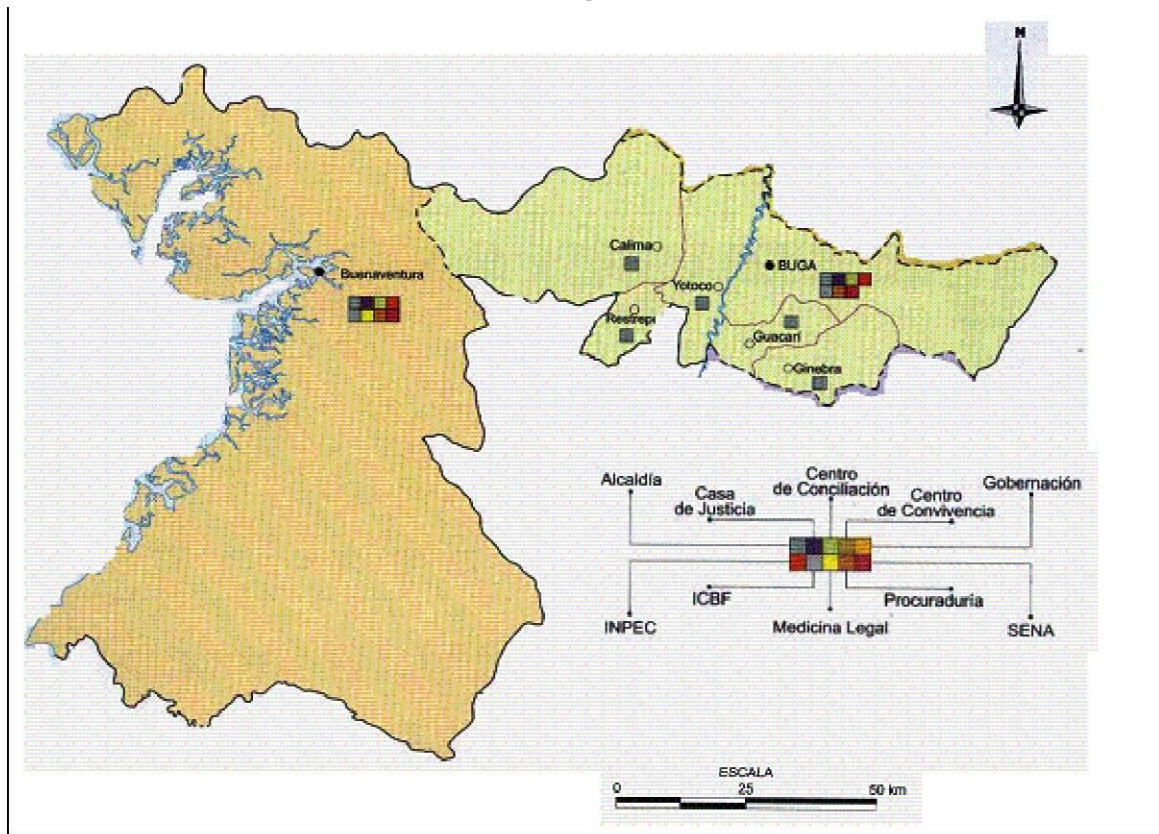 N
Calima
Buenaventura
BUGA
Yotoco
Restrepi
Guacarí
Ginebra
Alcaldía
Casa
de Justicia
Centro
de Conciliación
Centro
de Convivencia
Gobernación
INPEC
ICBF
Medicina Legal
Procuraduría
SENA
ESCALA
0 25 50 km